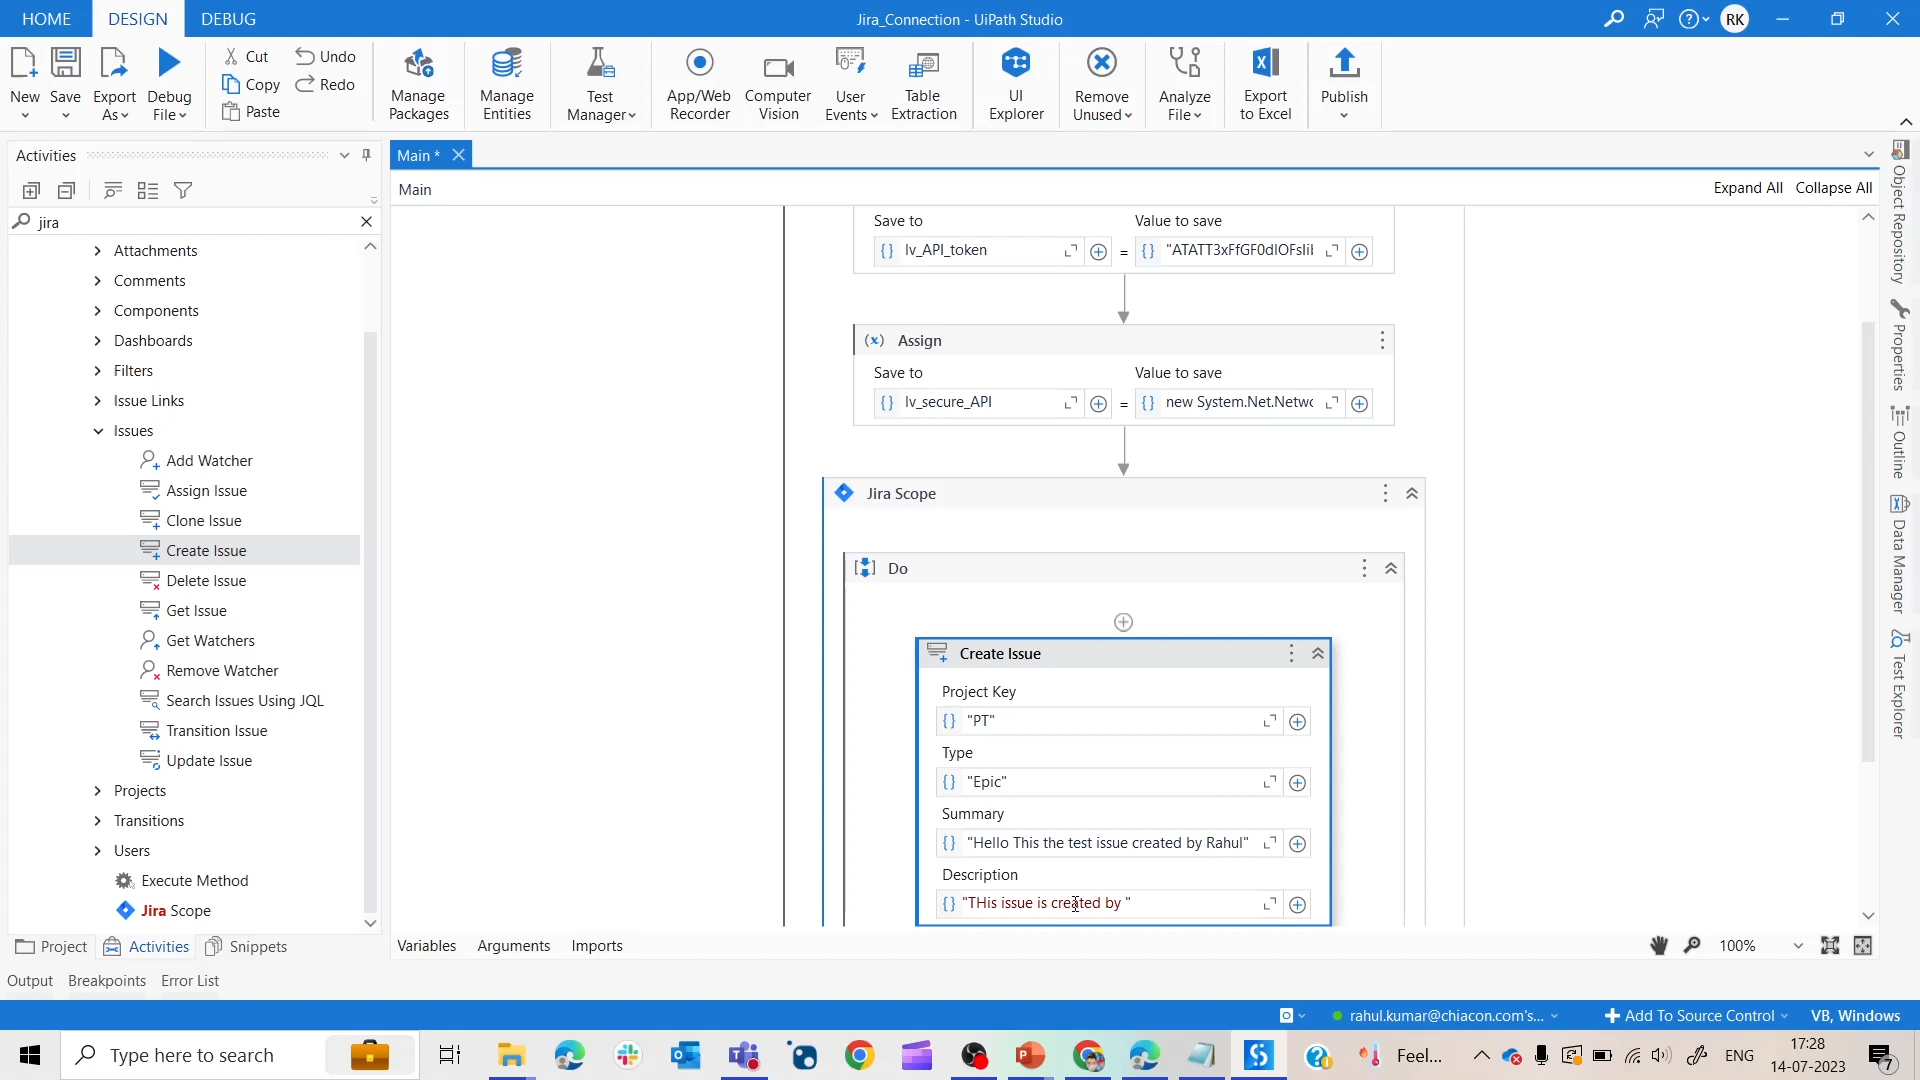 HOME DESIGN DEBUG
Jira_Connection - UiPath Studio
RK
New
Save
Export As
Debug File
Cut
Copy
Paste
Undo
Redo
Manage Packages
Manage Entities
Test Manager
App/Web Recorder
Computer Vision
User Events
Table Extraction
UI Explorer
Remove Unused
Analyze File
Export to Excel
Publish
Activities
jira
Attachments
Comments
Components
Dashboards
Filters
Issue Links
Issues
Add Watcher
Assign Issue
Clone Issue
Create Issue
Delete Issue
Get Issue
Get Watchers
Remove Watcher
Search Issues Using JQL
Transition Issue
Update Issue
Projects
Transitions
Users
Execute Method
Jira Scope
Project Activities Snippets
Main *
Main
Expand All Collapse All
Save to Value to save
lv_API_token = "ATATT3xFfGF0dIOFsIil
Assign
Save to Value to save
lv_secure_API = new System.Net.Netwo
Jira Scope
Do
Create Issue
Project Key
"PT"
Type
"Epic"
Summary
"Hello This the test issue created by Rahul"
Description
"THis issue is created by "
Variables Arguments Imports
100%
Object Repository
Properties
Outline
Data Manager
Test Explorer
Output Breakpoints Error List
rahul.kumar@chiacon.com's...
Add To Source Control
VB, Windows
Type here to search
Feel...
ENG
17:28
14-07-2023
7